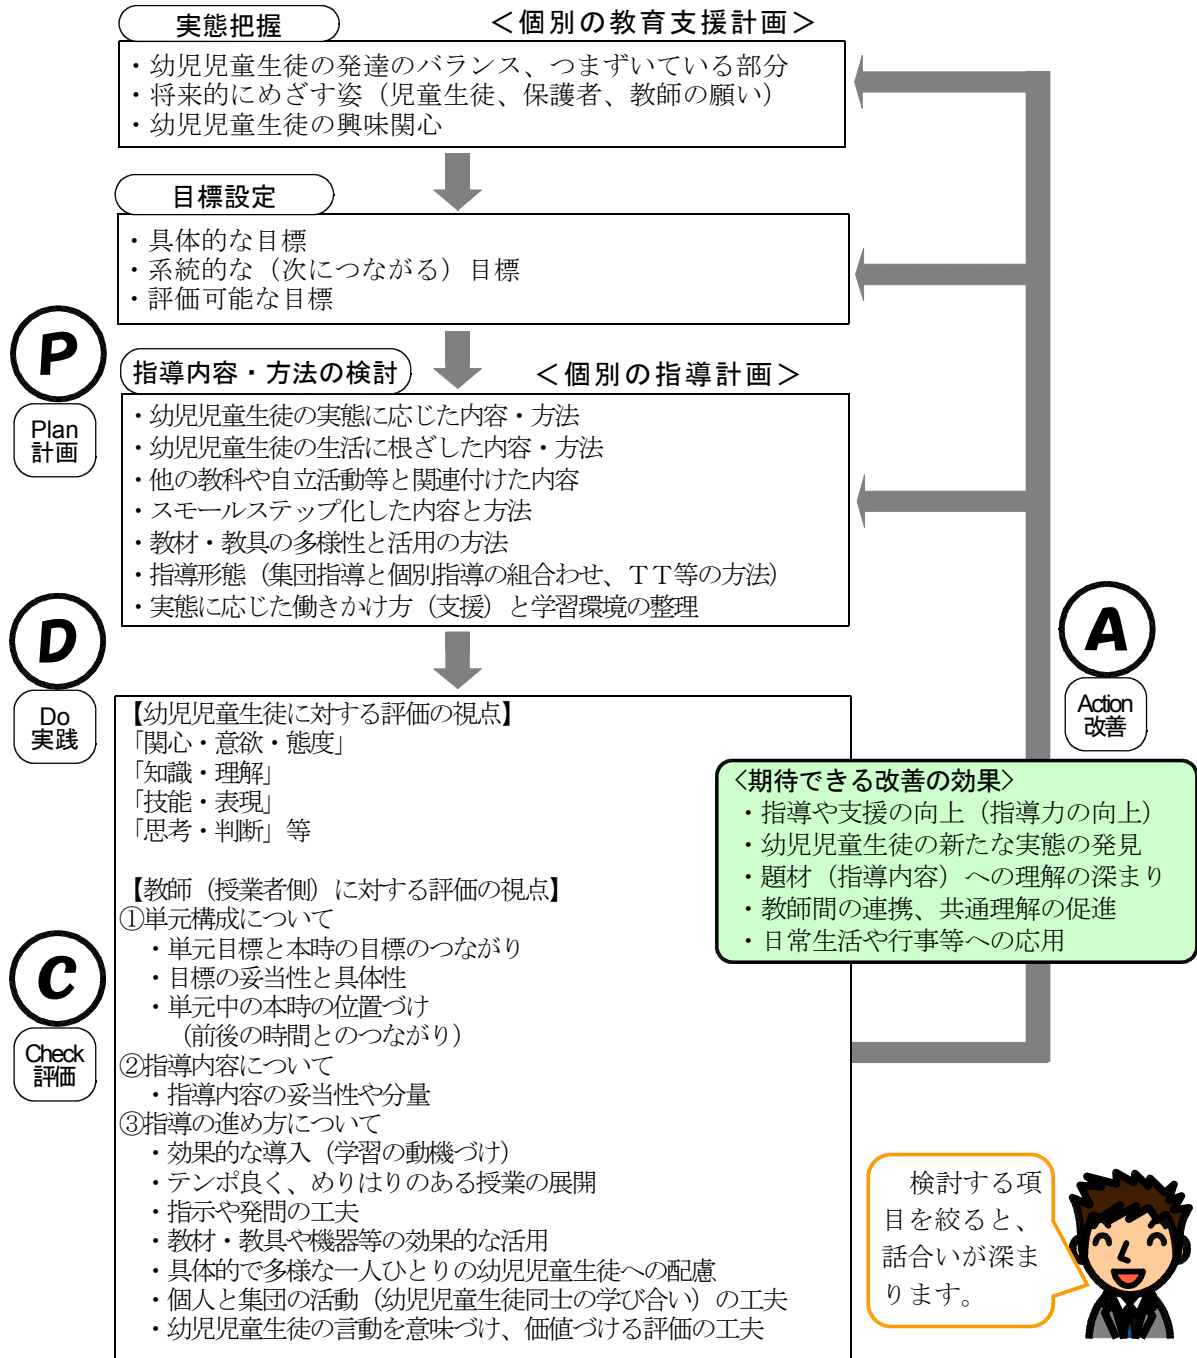 実態把握
＜個別の教育支援計画＞
・幼児児童生徒の発達のバランス、つまずいている部分
・将来的にめざす姿（児童生徒、保護者、教師の願い）
・幼児児童生徒の興味関心
目標設定
・具体的な目標
・系統的な（次につながる）目標
・評価可能な目標
P
Plan
計画
指導内容・方法の検討
＜個別の指導計画＞
・幼児児童生徒の実態に応じた内容・方法
・幼児児童生徒の生活に根ざした内容・方法
・他の教科や自立活動等と関連付けた内容
・スモールステップ化した内容と方法
・教材・教具の多様性と活用の方法
・指導形態（集団指導と個別指導の組合わせ、ＴＴ等の方法）
・実態に応じた働きかけ方（支援）と学習環境の整理
D
Do
実践
A
Action
改善
【幼児児童生徒に対する評価の視点】
「関心・意欲・態度」
「知識・理解」
「技能・表現」
「思考・判断」等
【教師（授業者側）に対する評価の視点】
①単元構成について
・単元目標と本時の目標のつながり
・目標の妥当性と具体性
・単元中の本時の位置づけ
（前後の時間とのつながり）
②指導内容について
・指導内容の妥当性や分量
③指導の進め方について
・効果的な導入（学習の動機づけ）
・テンポ良く、めりはりのある授業の展開
・指示や発問の工夫
・教材・教具や機器等の効果的な活用
・具体的で多様な一人ひとりの幼児児童生徒への配慮
・個人と集団の活動（幼児児童生徒同士の学び合い）の工夫
・幼児児童生徒の言動を意味づけ、価値づける評価の工夫
C
Check
評価
＜期待できる改善の効果＞
・指導や支援の向上（指導力の向上）
・幼児児童生徒の新たな実態の発見
・題材（指導内容）への理解の深まり
・教師間の連携、共通理解の促進
・日常生活や行事等への応用
検討する項
目を絞ると、
話合いが深ま
ります。